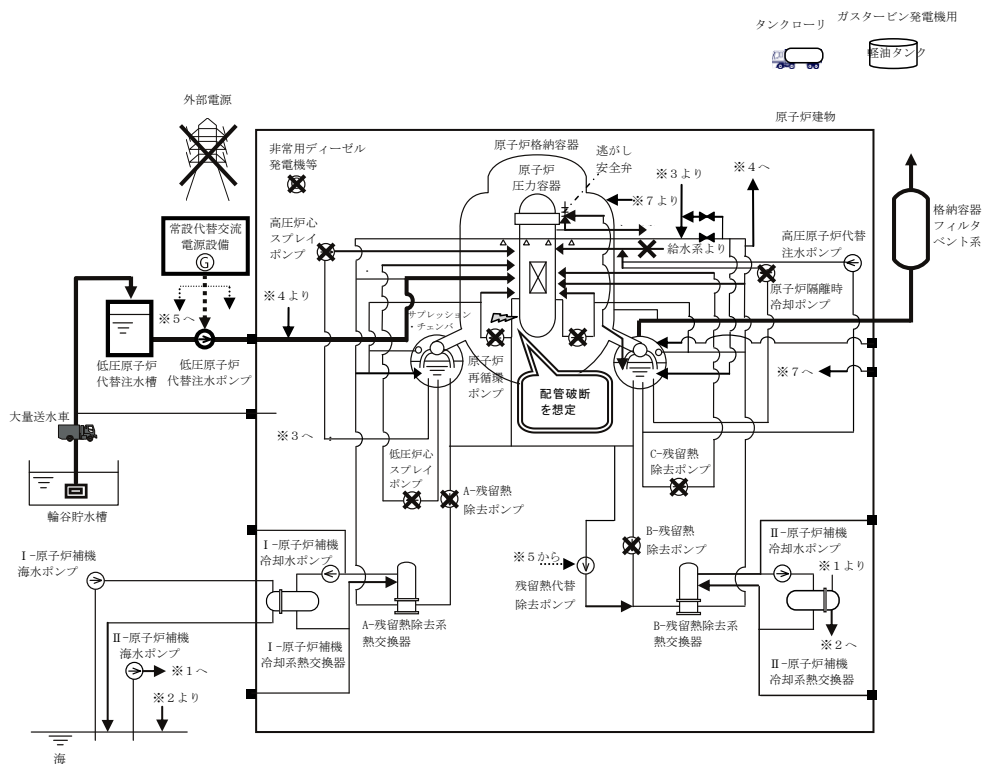 タンクローリ
ガスタービン発電機用
軽油タンク
外部電源
原子炉建物
非常用ディーゼル
発電機等
原子炉格納容器
原子炉
圧力容器
逃がし
安全弁
※3より
※4へ
※7より
常設代替交流
電源設備
G
高圧炉心
スプレイ
ポンプ
給水系より
高圧原子炉代替
注水ポンプ
格納容器
フィルタ
ベント系
原子炉隔離時
冷却ポンプ
※4より
※5へ
サプレッション
・チェンバ
低圧原子炉
代替注水槽
低圧原子炉
代替注水ポンプ
原子炉
再循環
ポンプ
配管破断
を想定
※7へ
大量送水車
※3へ
低圧炉心
スプレイ
ポンプ
C-残留熱
除去ポンプ
A-残留熱
除去ポンプ
輪谷貯水槽
B-残留熱
除去ポンプ
Ⅰ-原子炉補機
海水ポンプ
Ⅰ-原子炉補機
冷却水ポンプ
※5から
残留熱代替
除去ポンプ
Ⅱ-原子炉補機
冷却水ポンプ
※1より
A-残留熱除去系
熱交換器
B-残留熱除去系
熱交換器
Ⅱ-原子炉補機
海水ポンプ
Ⅰ-原子炉補機
冷却系熱交換器
※2へ
Ⅱ-原子炉補機
冷却系熱交換器
※1へ
※2より
海